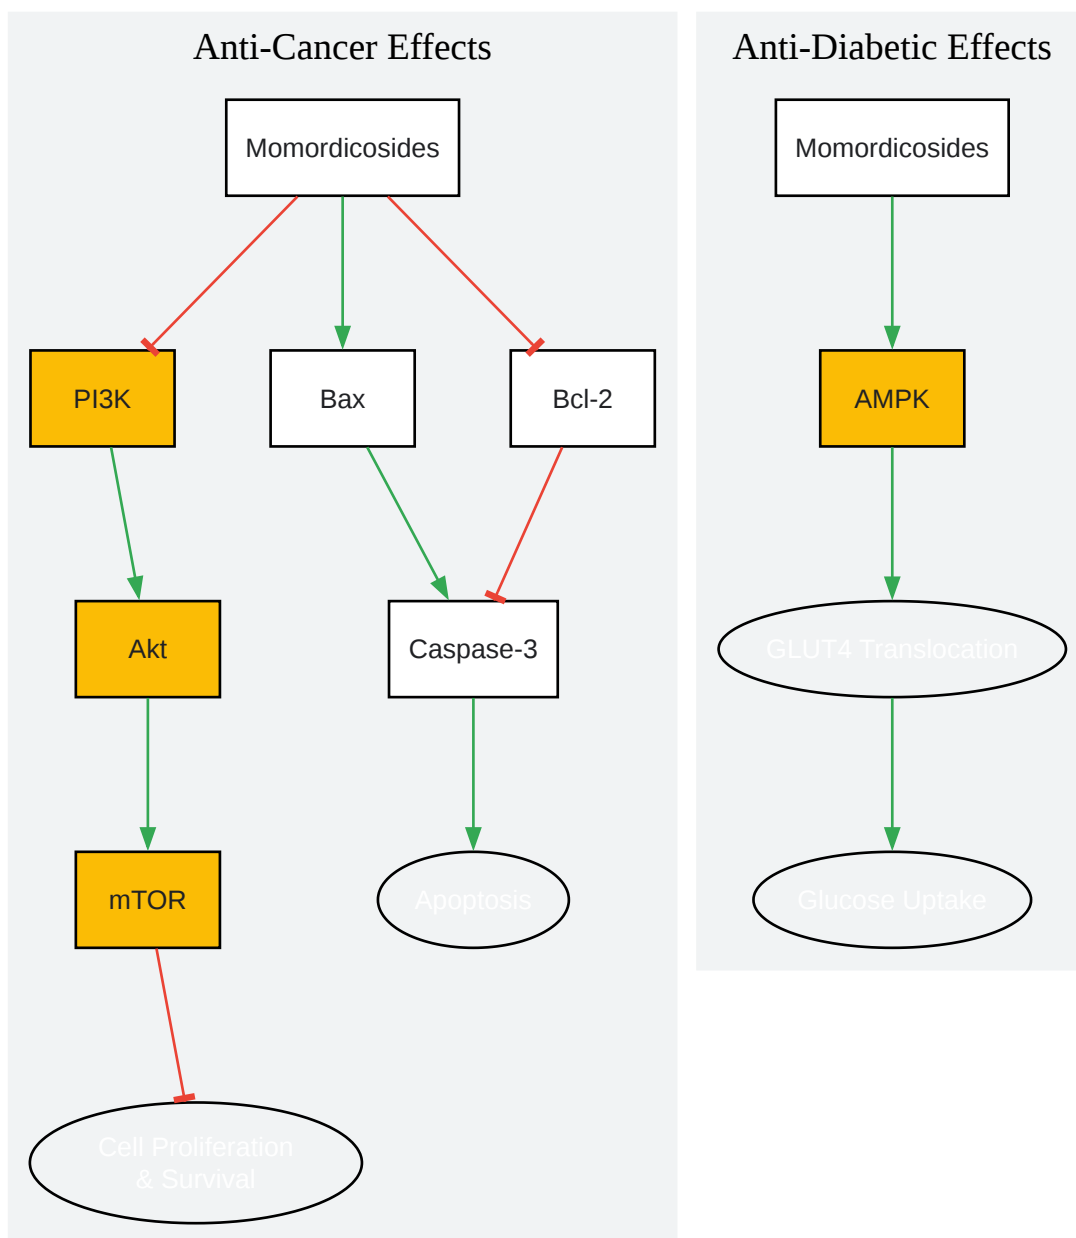 Anti-Cancer Effects
Momordicosides
PI3K
Bax
Bcl-2
Akt
Caspase-3
mTOR
Apoptosis
Cell Proliferation
& Survival
Anti-Diabetic Effects
Momordicosides
AMPK
GLUT4 Translocation
Glucose Uptake